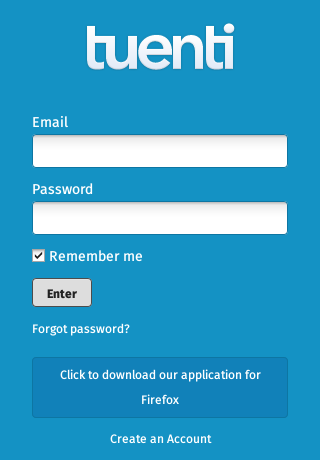 tuenti
Email
Password
Remember me
Enter
Forgot password?
Click to download our application for
Firefox
Create an Account